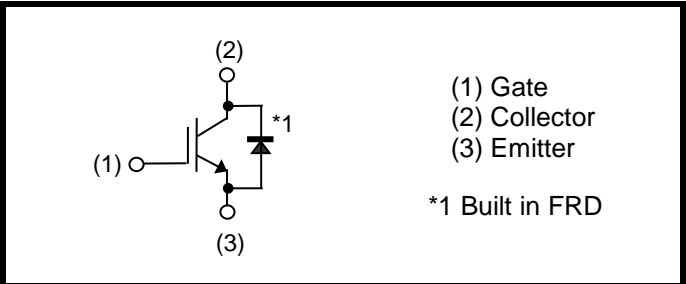 (2)
*1
(1)
(3)
(1) Gate
(2) Collector
(3) Emitter
*1 Built in FRD